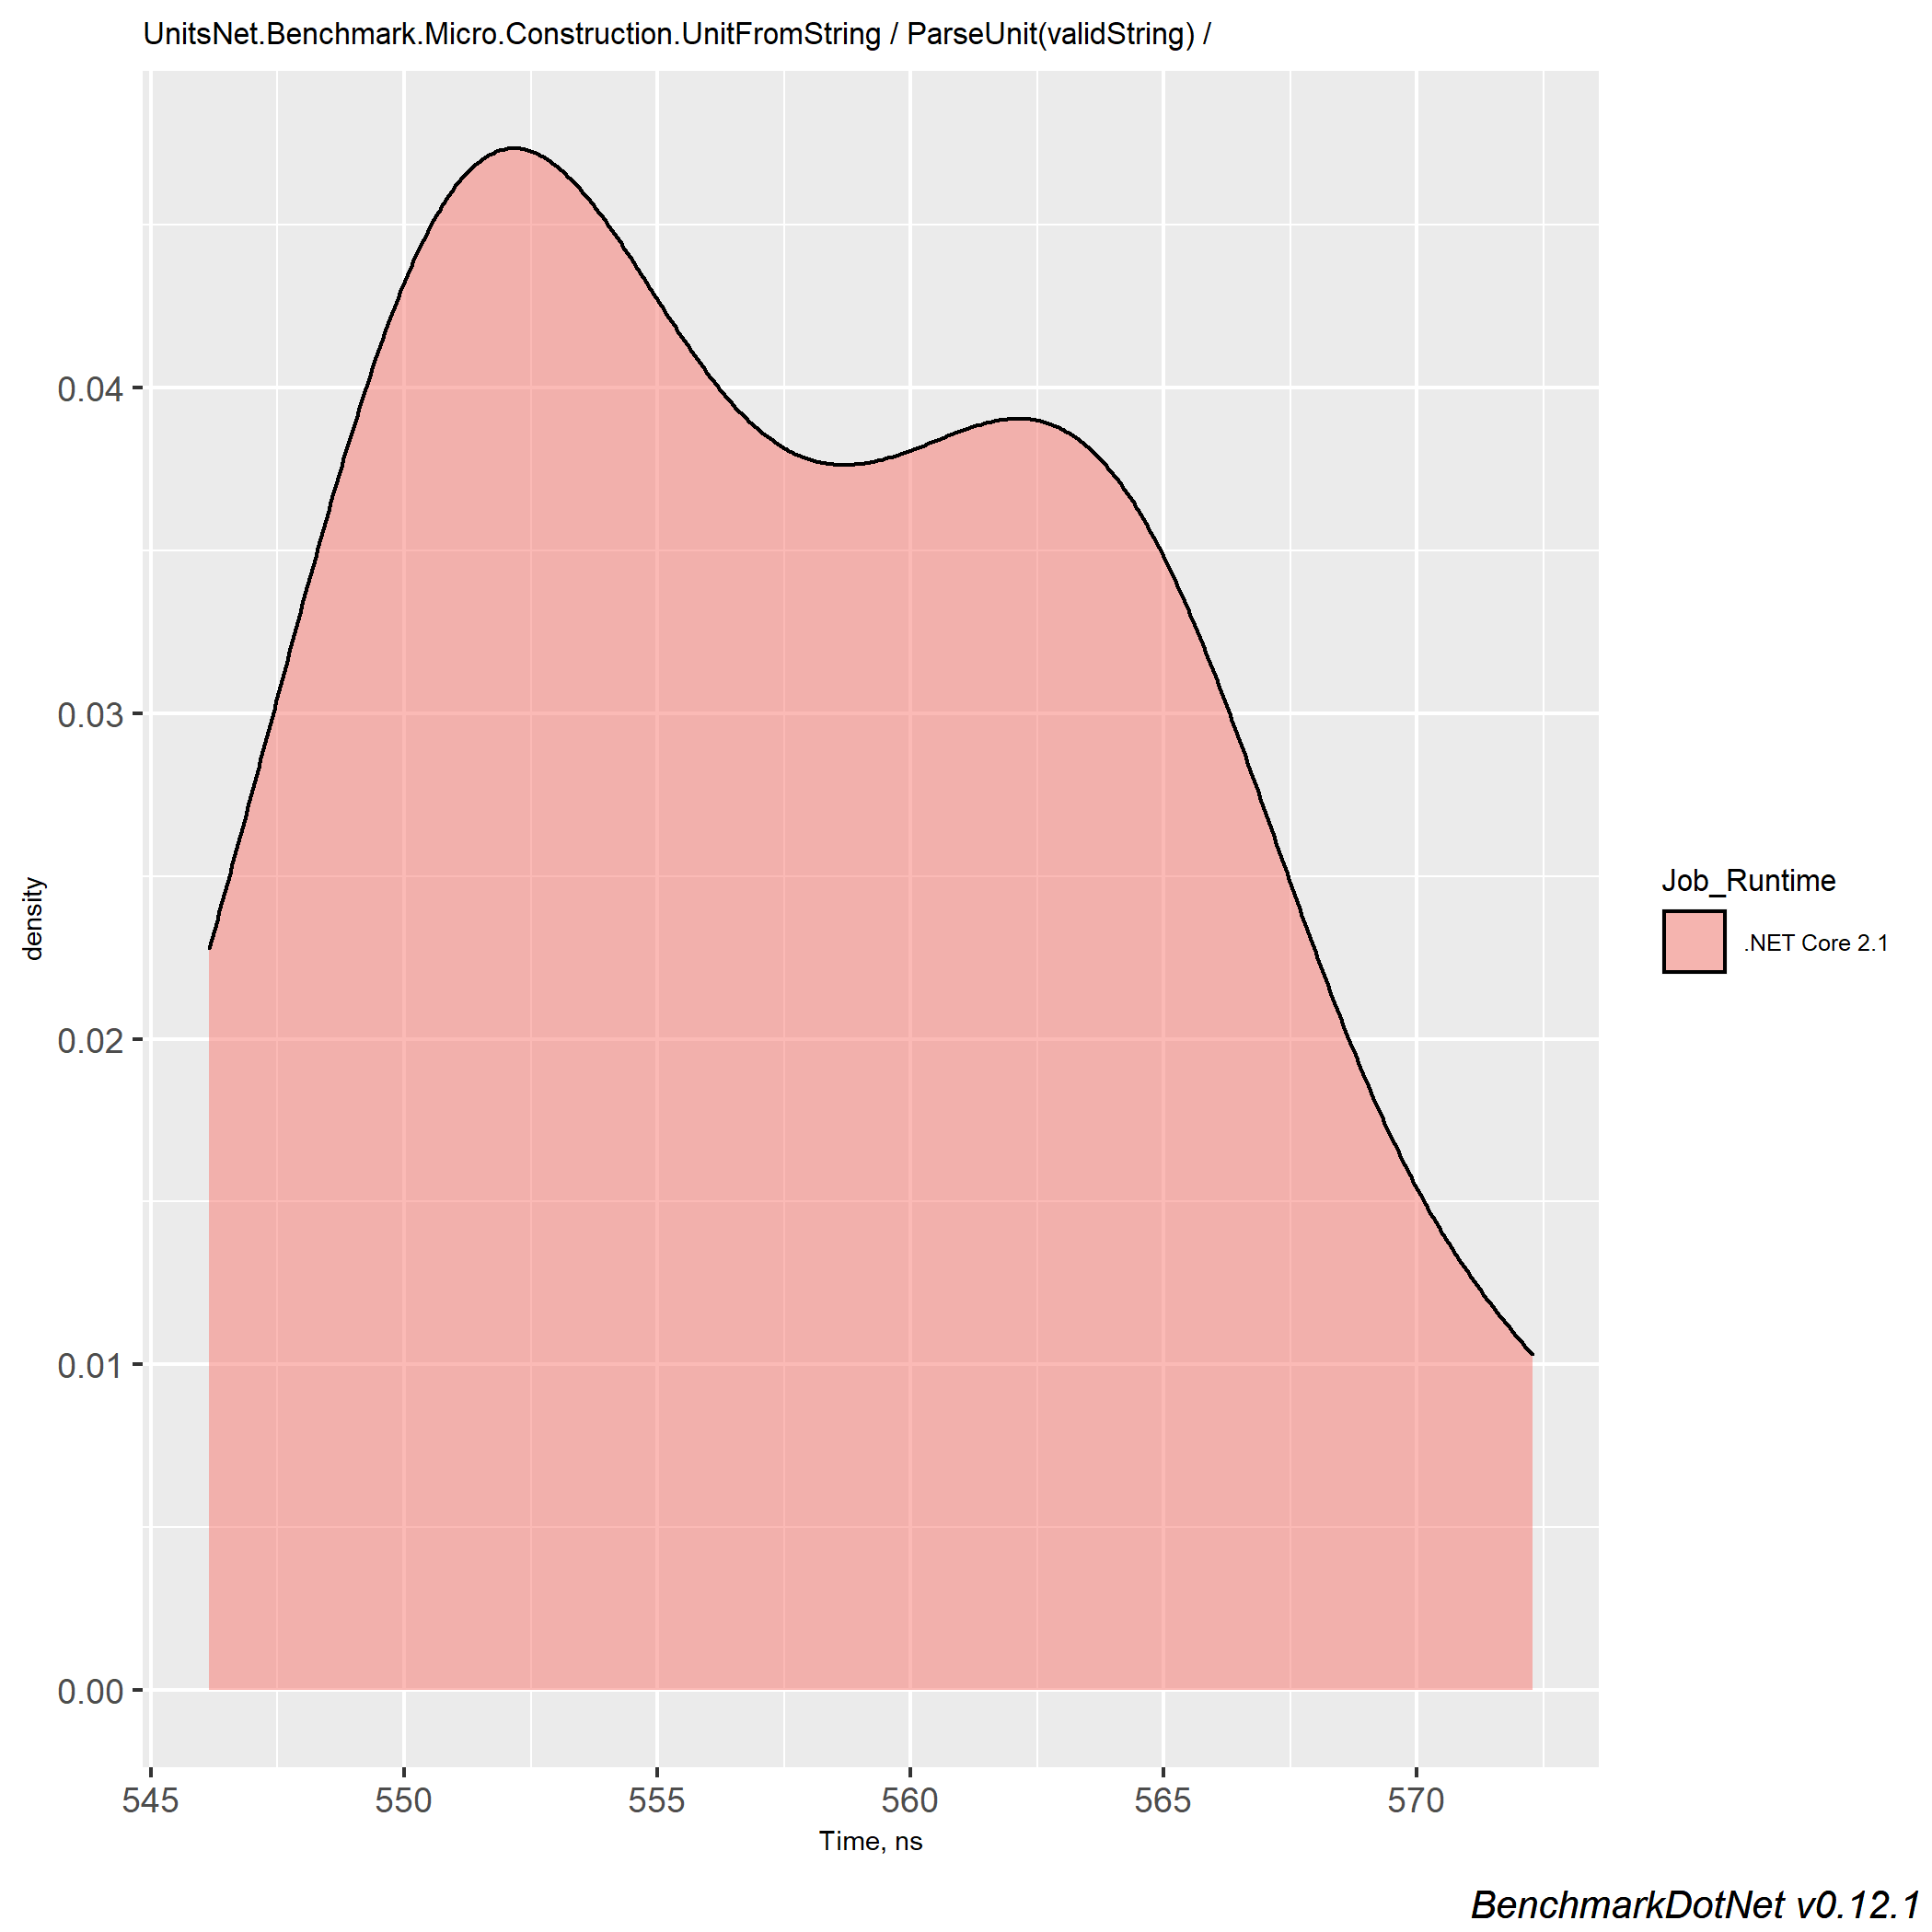 UnitsNet.Benchmark.Micro.Construction.UnitFromString / ParseUnit(validString) /
0.04
0.03
0.02
0.01
0.00
density
545 550 555 560 565 570
Time, ns
Job_Runtime
.NET Core 2.1
BenchmarkDotNet v0.12.1